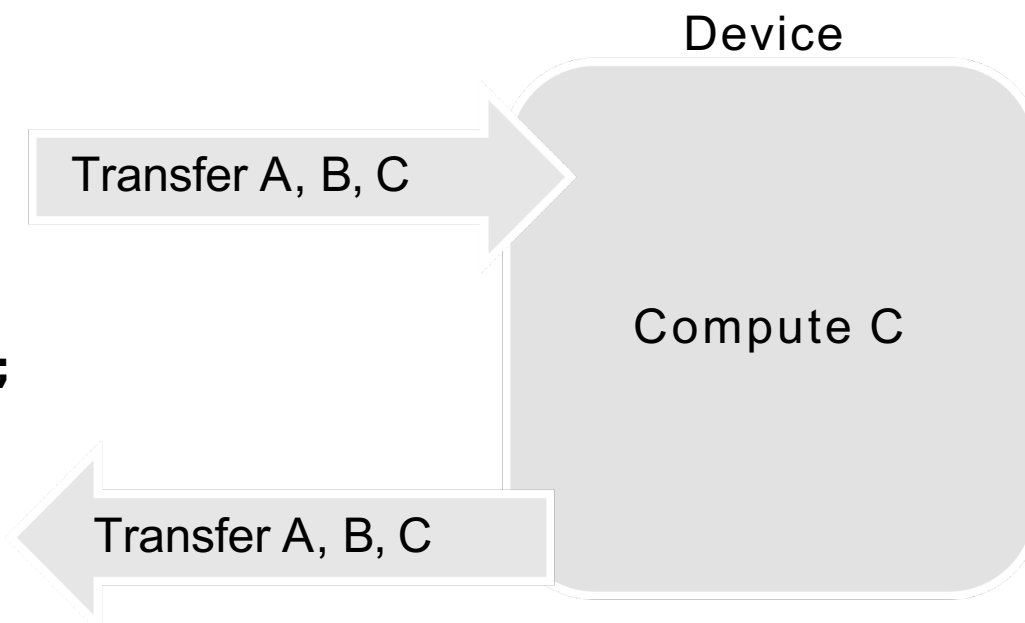 Device
Transfer A, B, C
Compute C
;
Transfer A, B, C